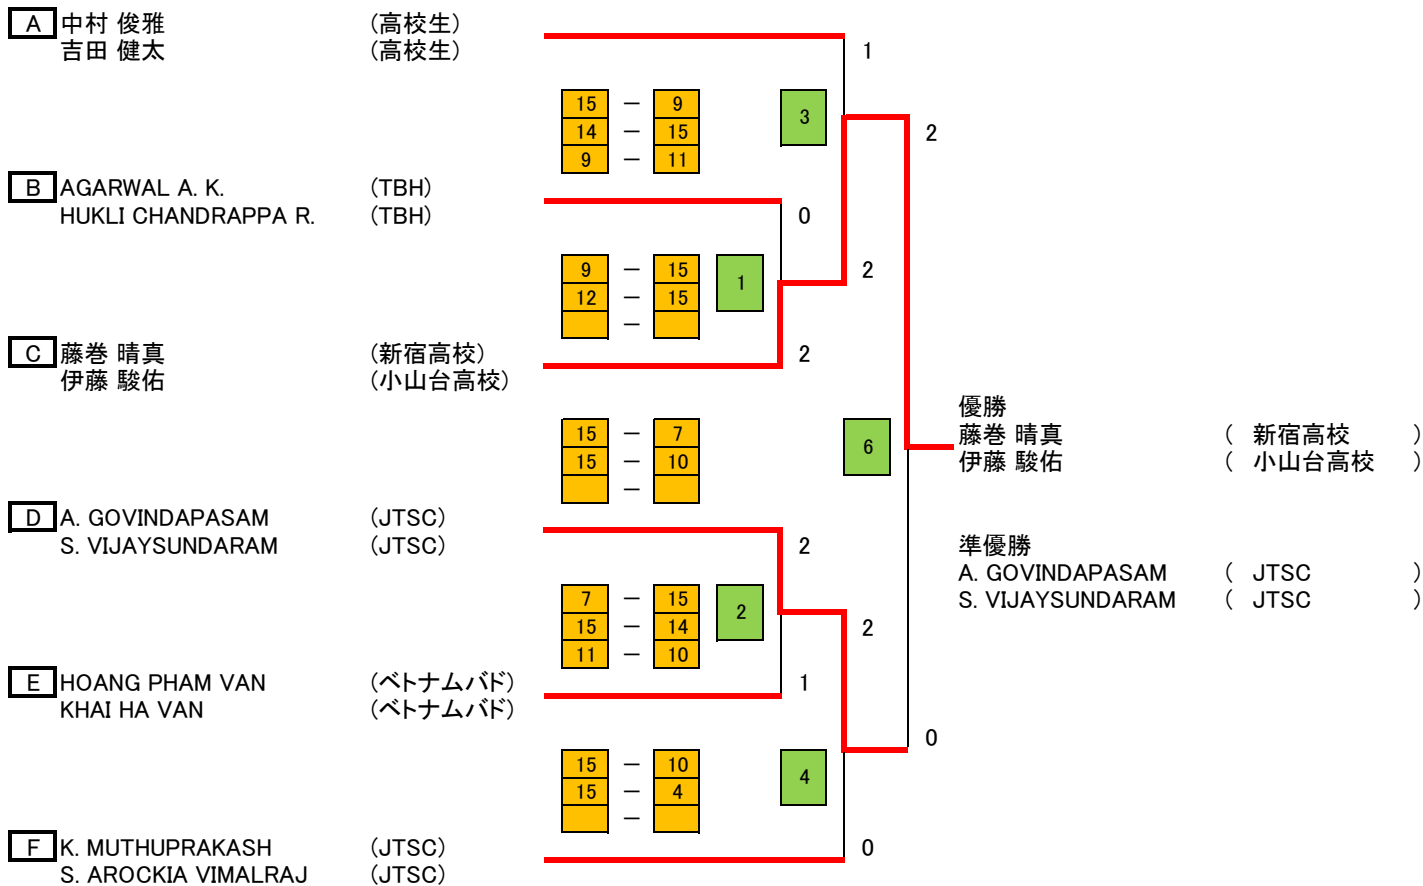 A 中村 俊雅 (高校生)
吉田 健太 (高校生)
1
15 － 9
3
14 － 15
2
9 － 11
B AGARWAL A. K. (TBH)
HUKLI CHANDRAPPA R. (TBH)
0
9 － 15
1
2
12 － 15
－
C 藤巻 晴真 (新宿高校)
2
伊藤 駿佑 (小山台高校)
優勝
15 － 7
藤巻 晴真 ( 新宿高校 )
6
15 － 10
伊藤 駿佑 ( 小山台高校 )
－
D A. GOVINDAPASAM (JTSC)
S. VIJAYSUNDARAM (JTSC)
2
準優勝
A. GOVINDAPASAM ( JTSC )
S. VIJAYSUNDARAM ( JTSC )
7 － 15
2
15 － 14
2
11 － 10
E HOANG PHAM VAN (ベトナムバド)
1
KHAI HA VAN (ベトナムバド)
0
15 － 10
4
15 － 4
－
F K. MUTHUPRAKASH (JTSC)
0
S. AROCKIA VIMALRAJ (JTSC)